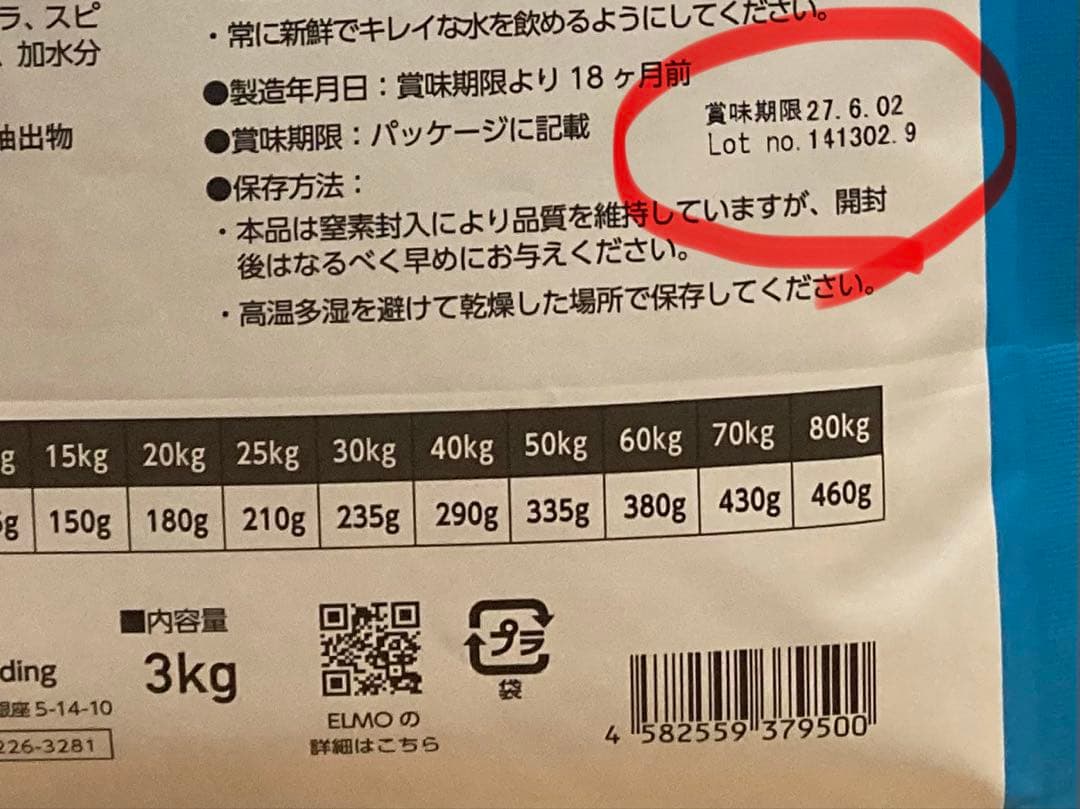 ラ、スピ
、加水分
抽出物
・常に新鮮でキレイな水を飲めるようにしてください。
●製造年月日：賞味期限より 18 ヶ月前
●賞味期限：パッケージに記載
賞味期限27.6.02
Lot no.141302.9
●保存方法：
・本品は窒素封入により品質を維持していますが、開封
後はなるべく早めにお与えください。
・高温多湿を避けて乾燥した場所で保存してください。
g 15kg 20kg 25kg 30kg 40kg 50kg 60kg 70kg 80kg
g 150g 180g 210g 235g 290g 335g 380g 430g 460g
■内容量
3kg
ding
銀座 5-14-10
226-3281
ELMO の
詳細はこちら
プラ
袋
4 582559 379500